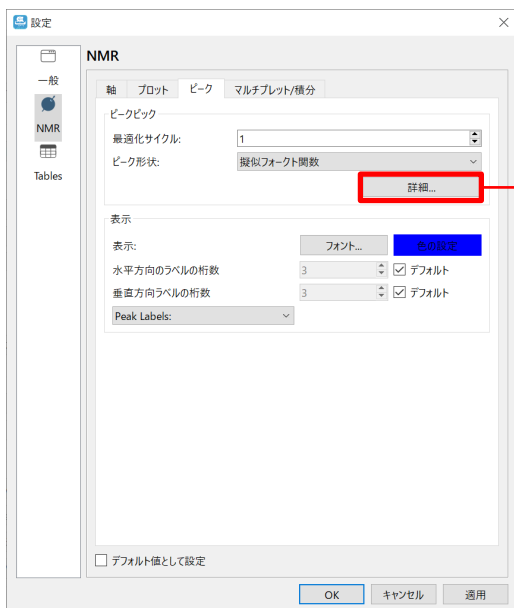 設定
一般
NMR
Tables
NMR
軸 プロット ピーク マルチプレット/積分
ピークピック
最適化サイクル: 1
ピーク形状: 擬似フォークト関数
詳細...
表示
表示: フォント... 色の設定
水平方向のラベルの桁数 3 デフォルト
垂直方向ラベルの桁数 3 デフォルト
Peak Labels:
デフォルト値として設定
OK キャンセル 適用